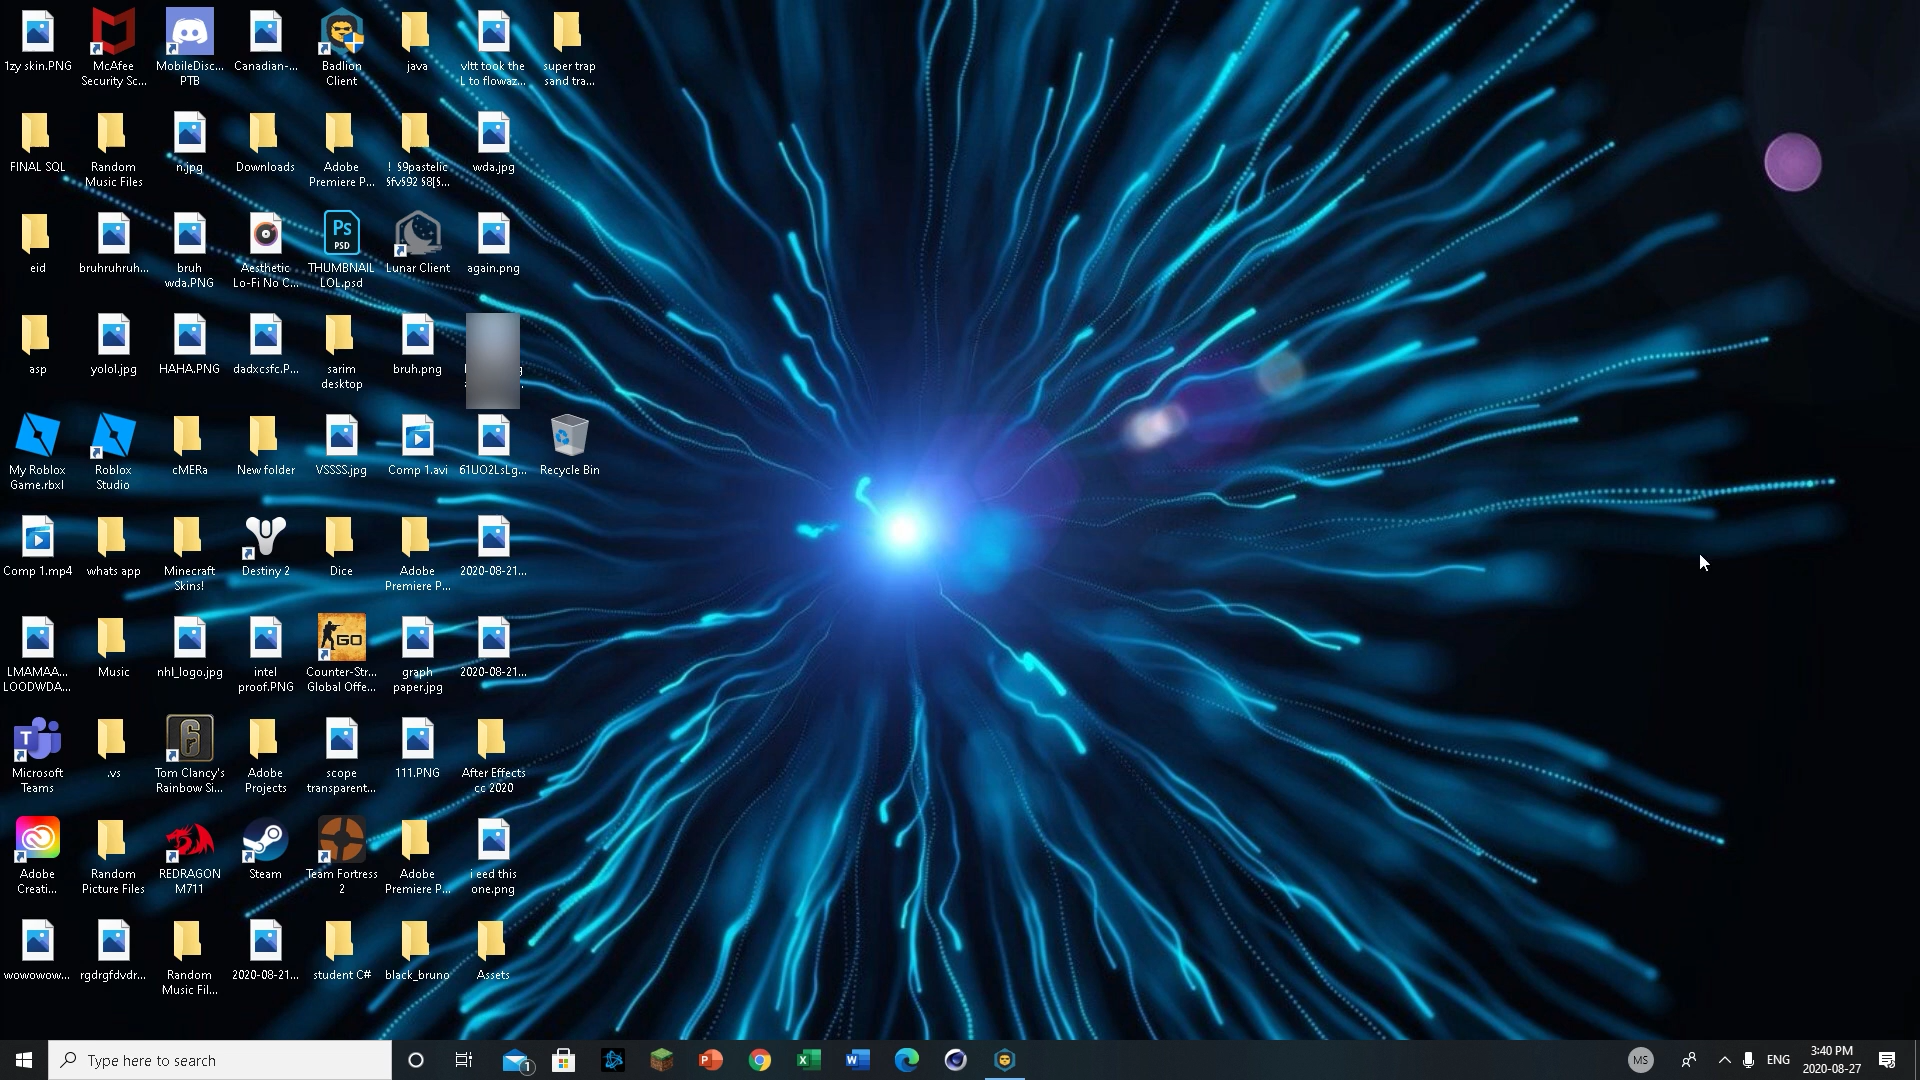 1zy skin.PNG
McAfee
Security Sc...
MobileDisc...
PTB
Canadian-...
Badlion
Client
java
vltt took the
L to flowaz...
super trap
sand tra...
FINAL SQL
Random
Music Files
n.jpg
Downloads
Adobe
Premiere P...
! §9pastelic
§fv§92 §8[§...
wda.jpg
eid
bruhruhruh...
bruh
wda.PNG
Aesthetic
Lo-Fi No C...
Ps
PSD
THUMBNAIL
LOL.psd
Lunar Client
again.png
asp
yolol.jpg
HAHA.PNG
dadxcsfc.P...
sarim
desktop
bruh.png
My Roblox
Game.rbxl
Roblox
Studio
cMERa
New folder
VSSSS.jpg
Comp 1.avi
61UO2LsLg...
Recycle Bin
Comp 1.mp4
whats app
Minecraft
Skins!
Destiny 2
Dice
Adobe
Premiere P...
2020-08-21...
LMAMAA...
LOODWDA...
Music
nhl_logo.jpg
intel
proof.PNG
GO
Counter-Str...
Global Offe...
graph
paper.jpg
2020-08-21...
T
Microsoft
Teams
.vs
6
Tom Clancy's
Rainbow Si...
Adobe
Projects
scope
transparent...
111.PNG
After Effects
cc 2020
Adobe
Creati...
Random
Picture Files
REDRAGON
M711
Steam
Team Fortress
2
Adobe
Premiere P...
i eed this
one.png
wowowow...
rgdrgfdvdr...
Random
Music Fil...
2020-08-21...
student C#
black_bruno
Assets
Type here to search
1
P
X
W
MS
ENG
3:40 PM
2020-08-27